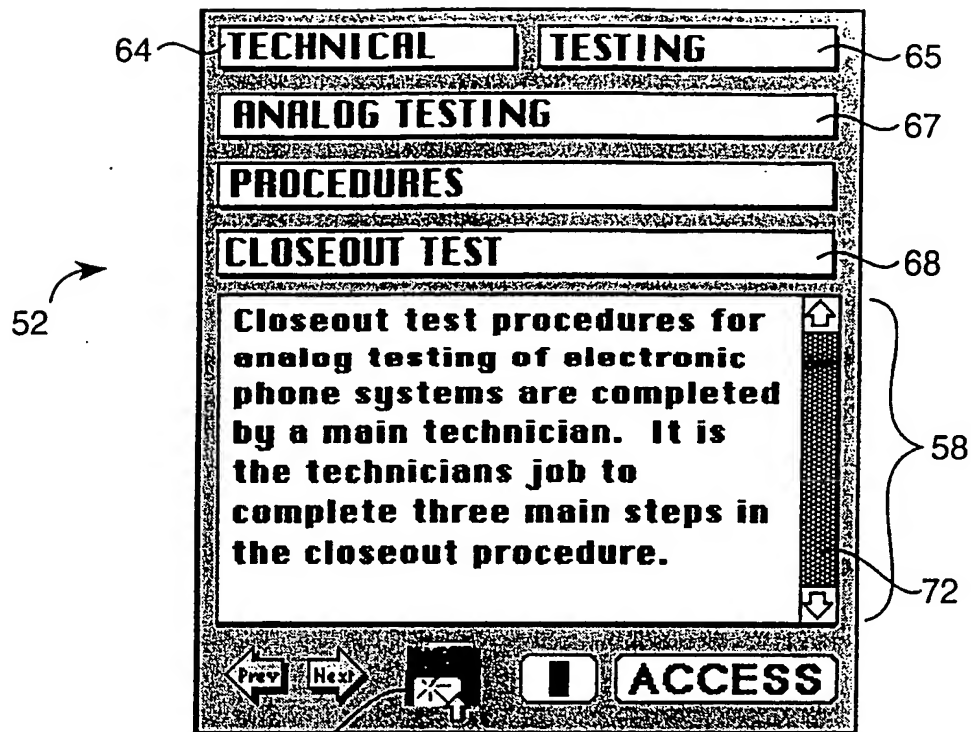 64 TECHNICAL TESTING 65
ANALOG TESTING 67
PROCEDURES
CLOSEOUT TEST 68
52
Closeout test procedures for
analog testing of electronic
phone systems are completed
by a main technician. It is
the technicians job to
complete three main steps in
the closeout procedure.
58
72
Prev Next ACCESS